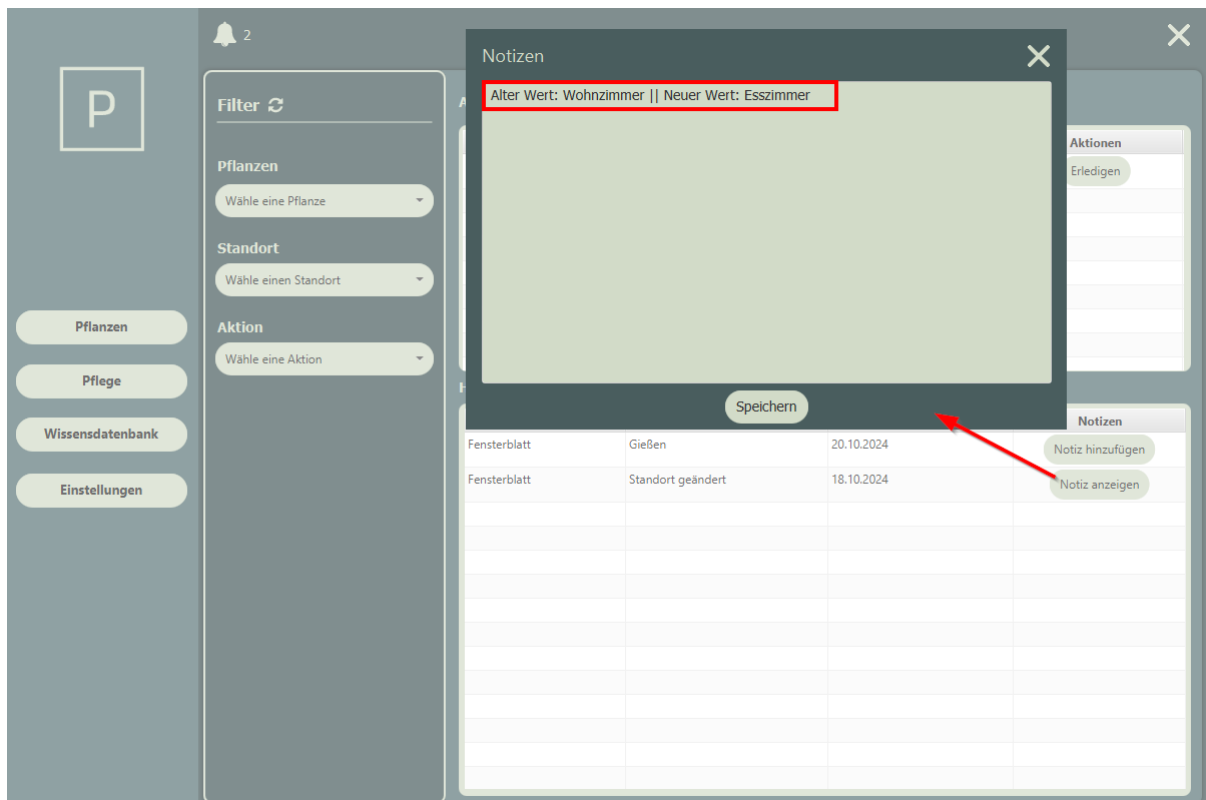 2
P
Pflanzen
Pflege
Wissensdatenbank
Einstellungen
Filter
Pflanzen
Wähle eine Pflanze
Standort
Wähle einen Standort
Aktion
Wähle eine Aktion
Notizen
Alter Wert: Wohnzimmer || Neuer Wert: Esszimmer
Speichern
Aktionen
Erledigen
Notizen
Fensterblatt Gießen 20.10.2024 Notiz hinzufügen
Fensterblatt Standort geändert 18.10.2024 Notiz anzeigen